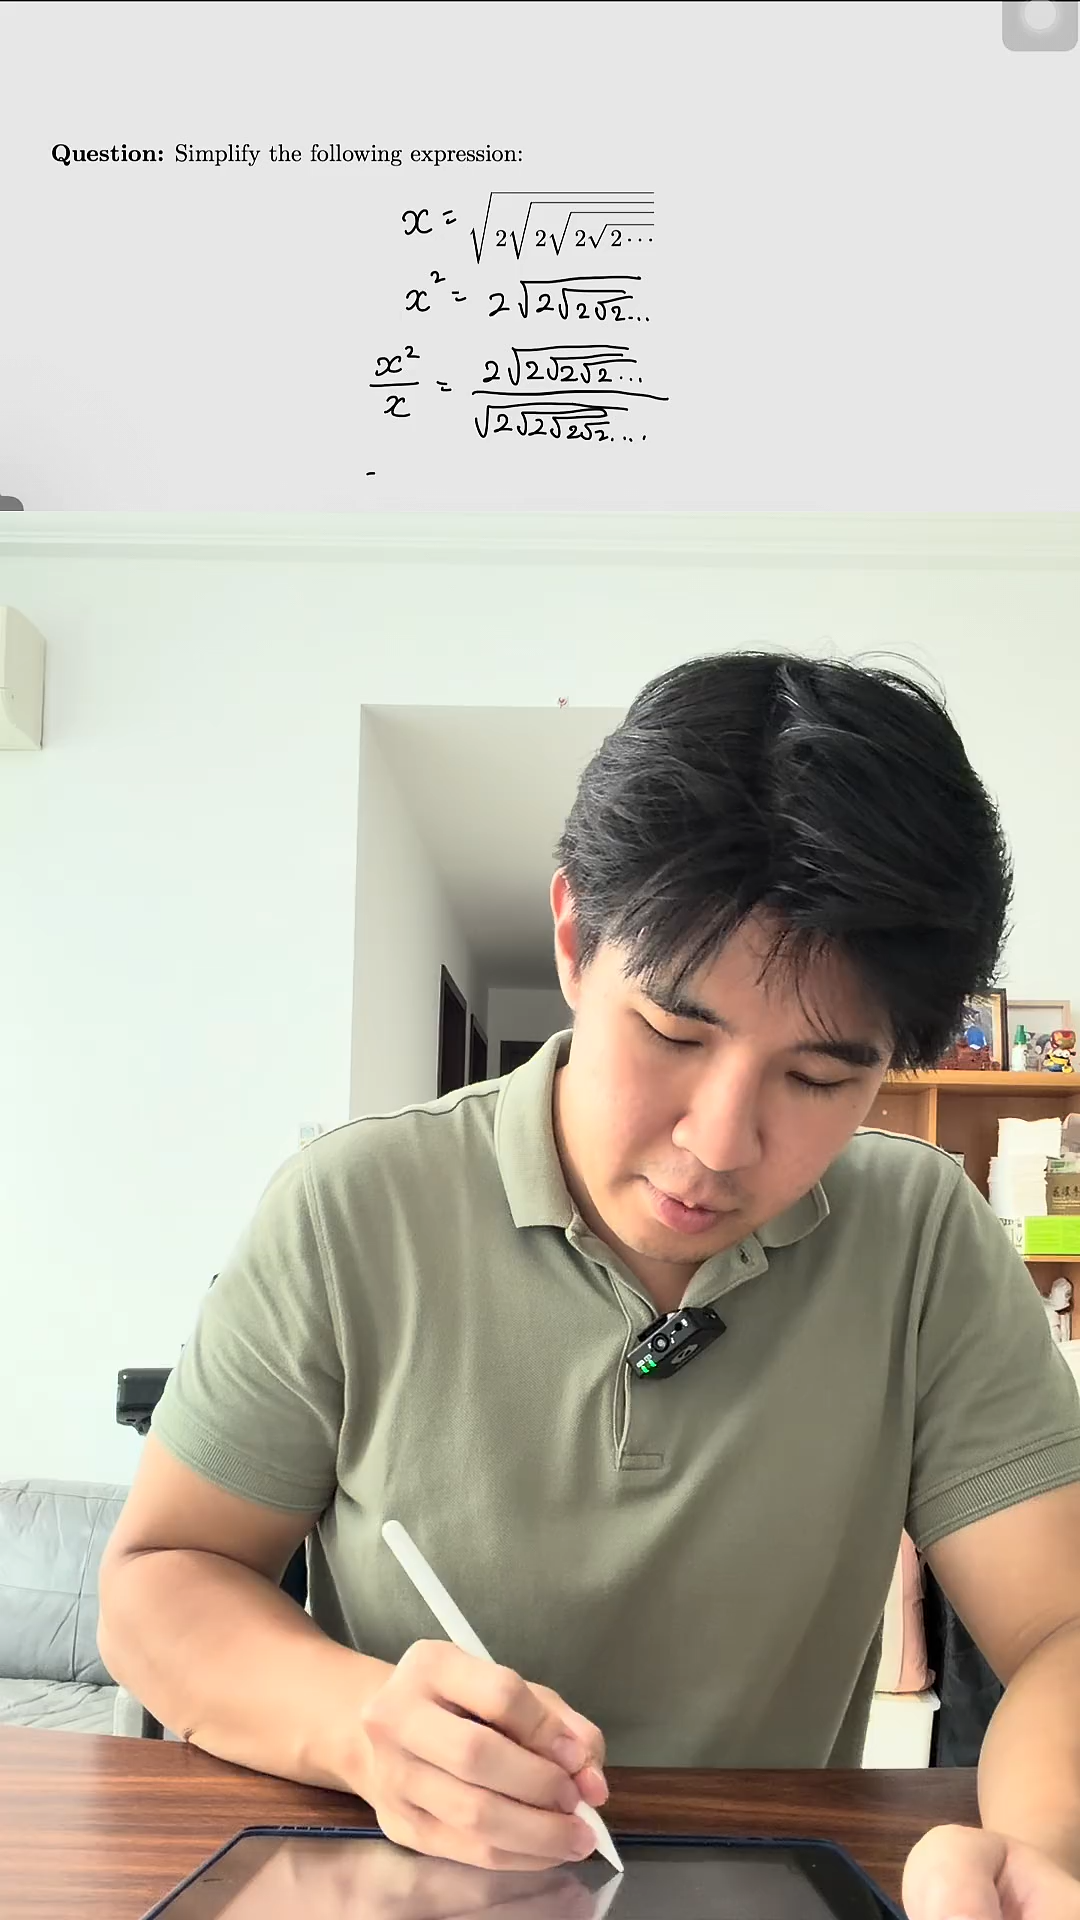 Question: Simplify the following expression:
x = √2√2√2√2···
x² = 2√2√2√2...
x²/x = 2√2√2√2.../√2√2√2√2....
-